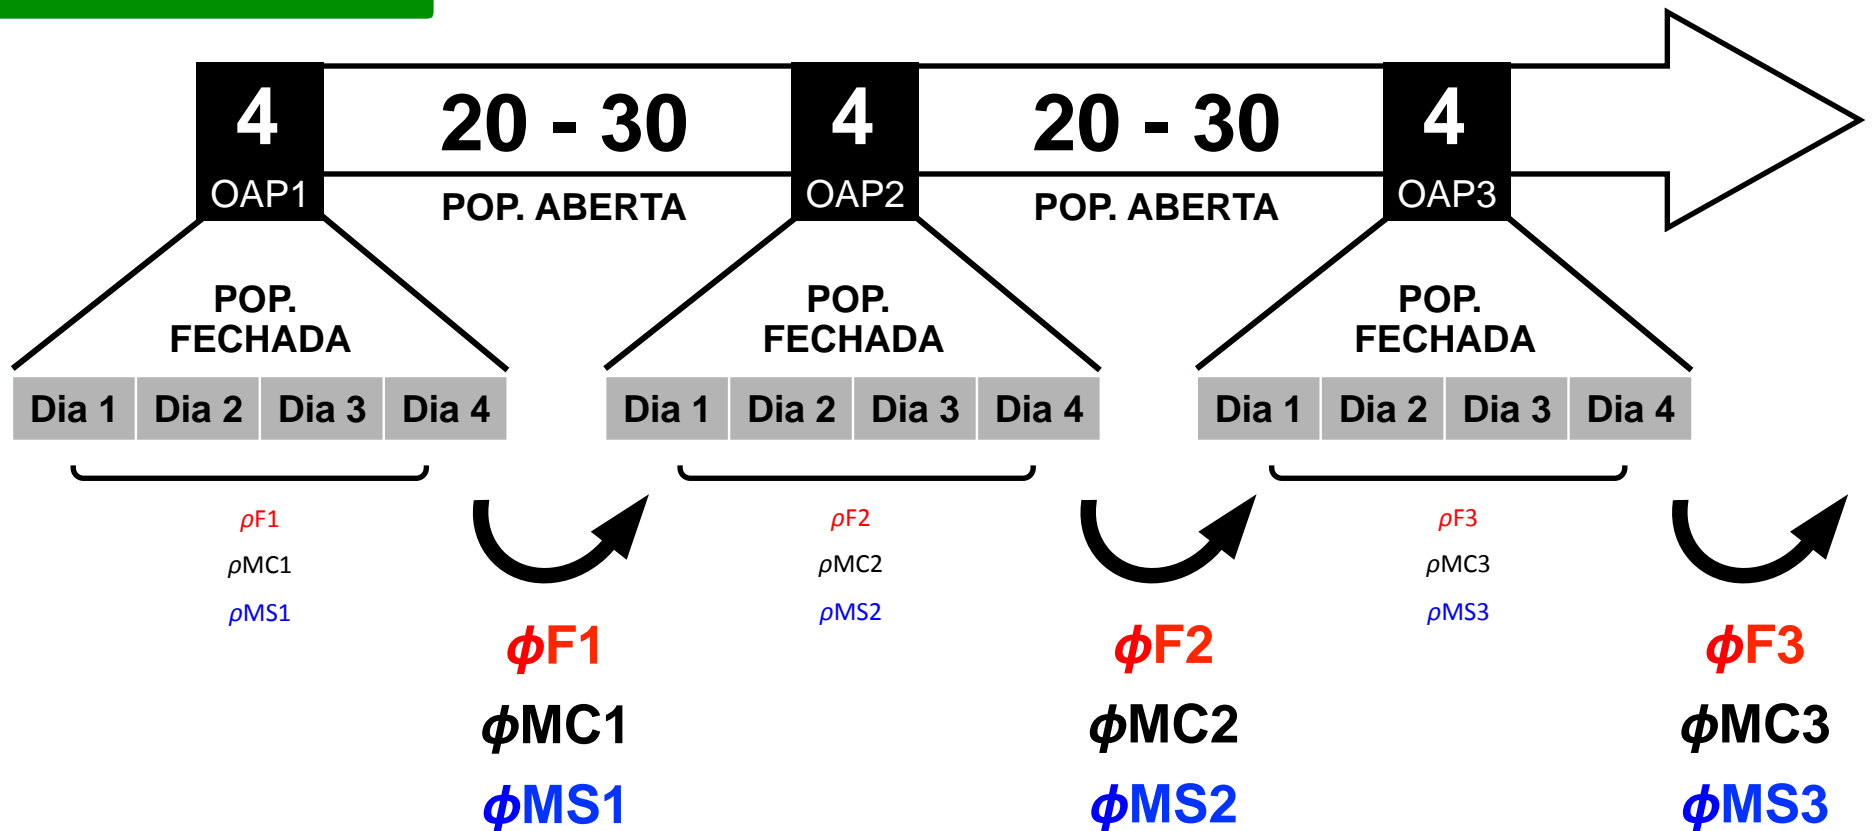 4 20 - 30 4 20 - 30 4
OAP1 POP. ABERTA OAP2 POP. ABERTA OAP3
POP. POP. POP.
FECHADA FECHADA FECHADA
Dia 1 Dia 2 Dia 3 Dia 4 Dia 1 Dia 2 Dia 3 Dia 4 Dia 1 Dia 2 Dia 3 Dia 4
ρF1 ρF2 ρF3
ρMC1 ρMC2 ρMC3
ρMS1 ρMS2 ρMS3
ϕF1 ϕF2 ϕF3
ϕMC1 ϕMC2 ϕMC3
ϕMS1 ϕMS2 ϕMS3